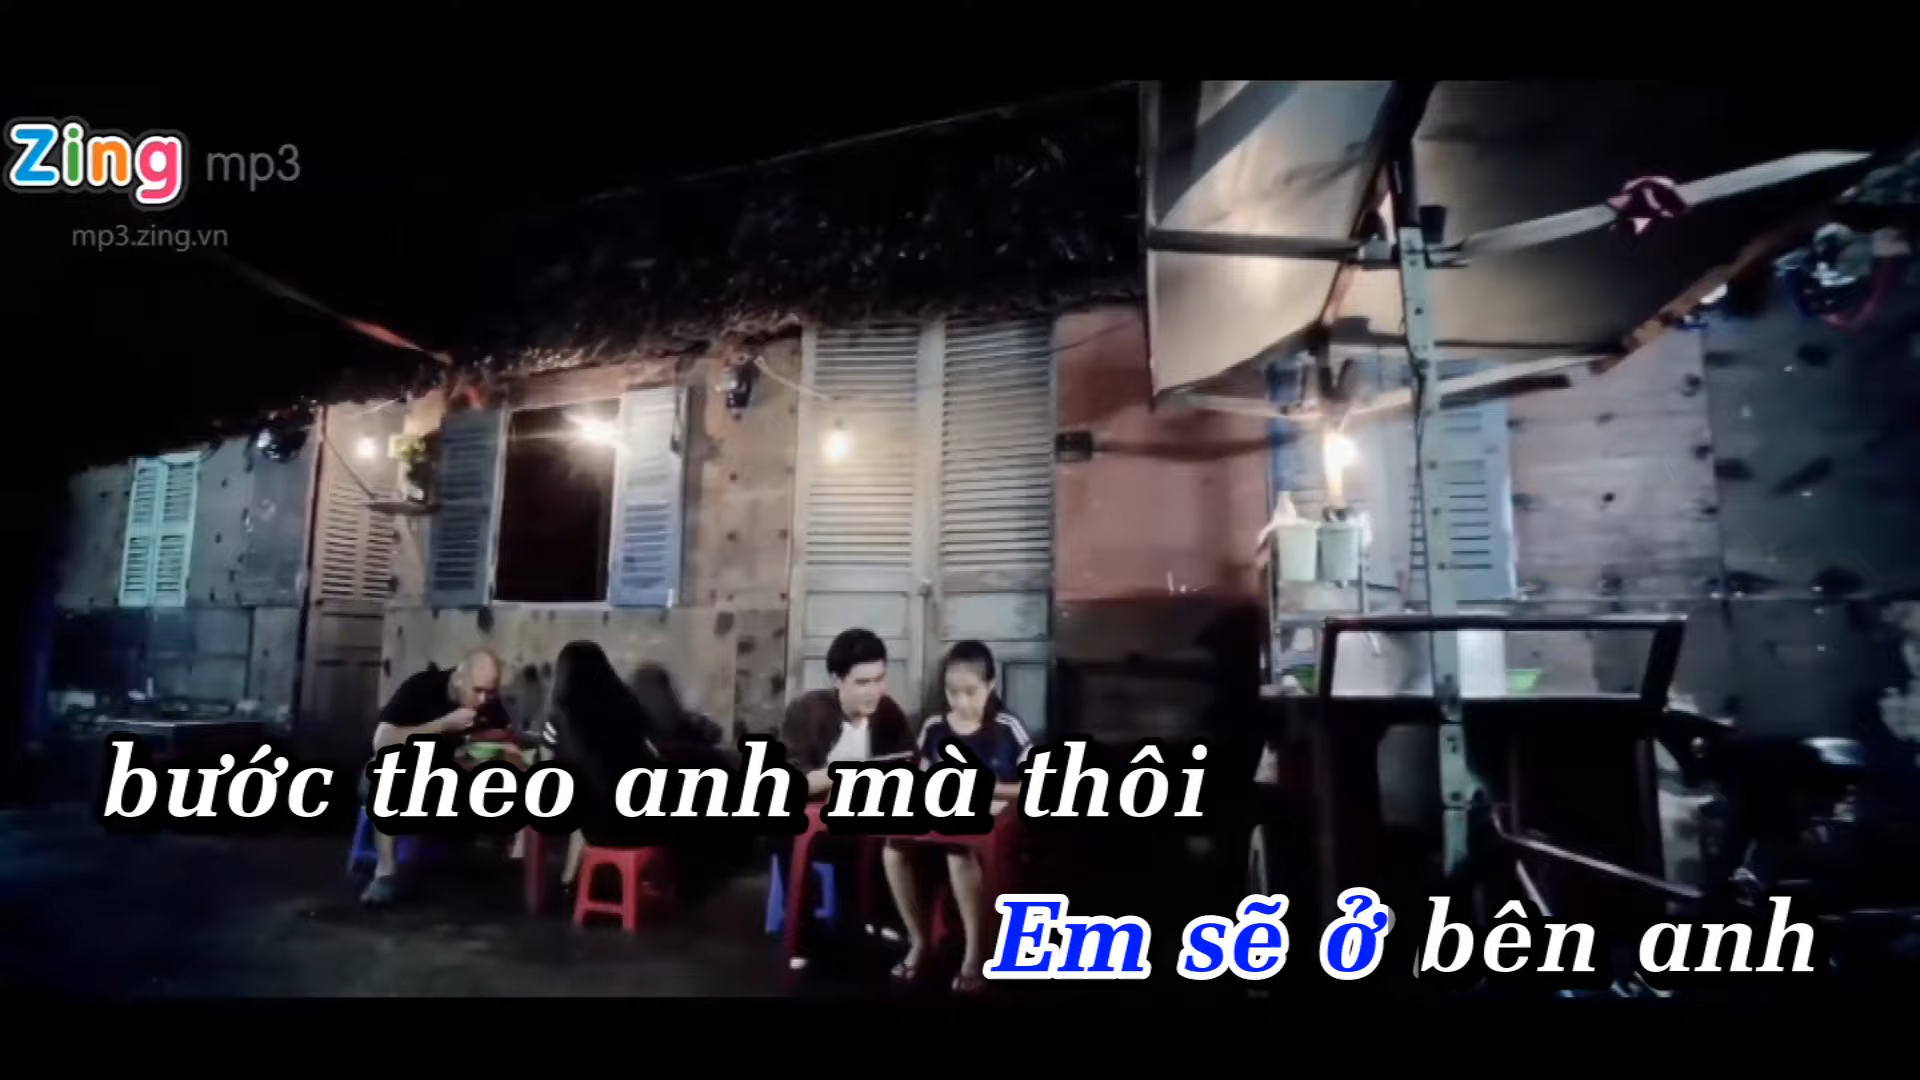 Zing mp3
mp3.zing.vn
bước theo anh mà thôi
Em sẽ ở bên anh